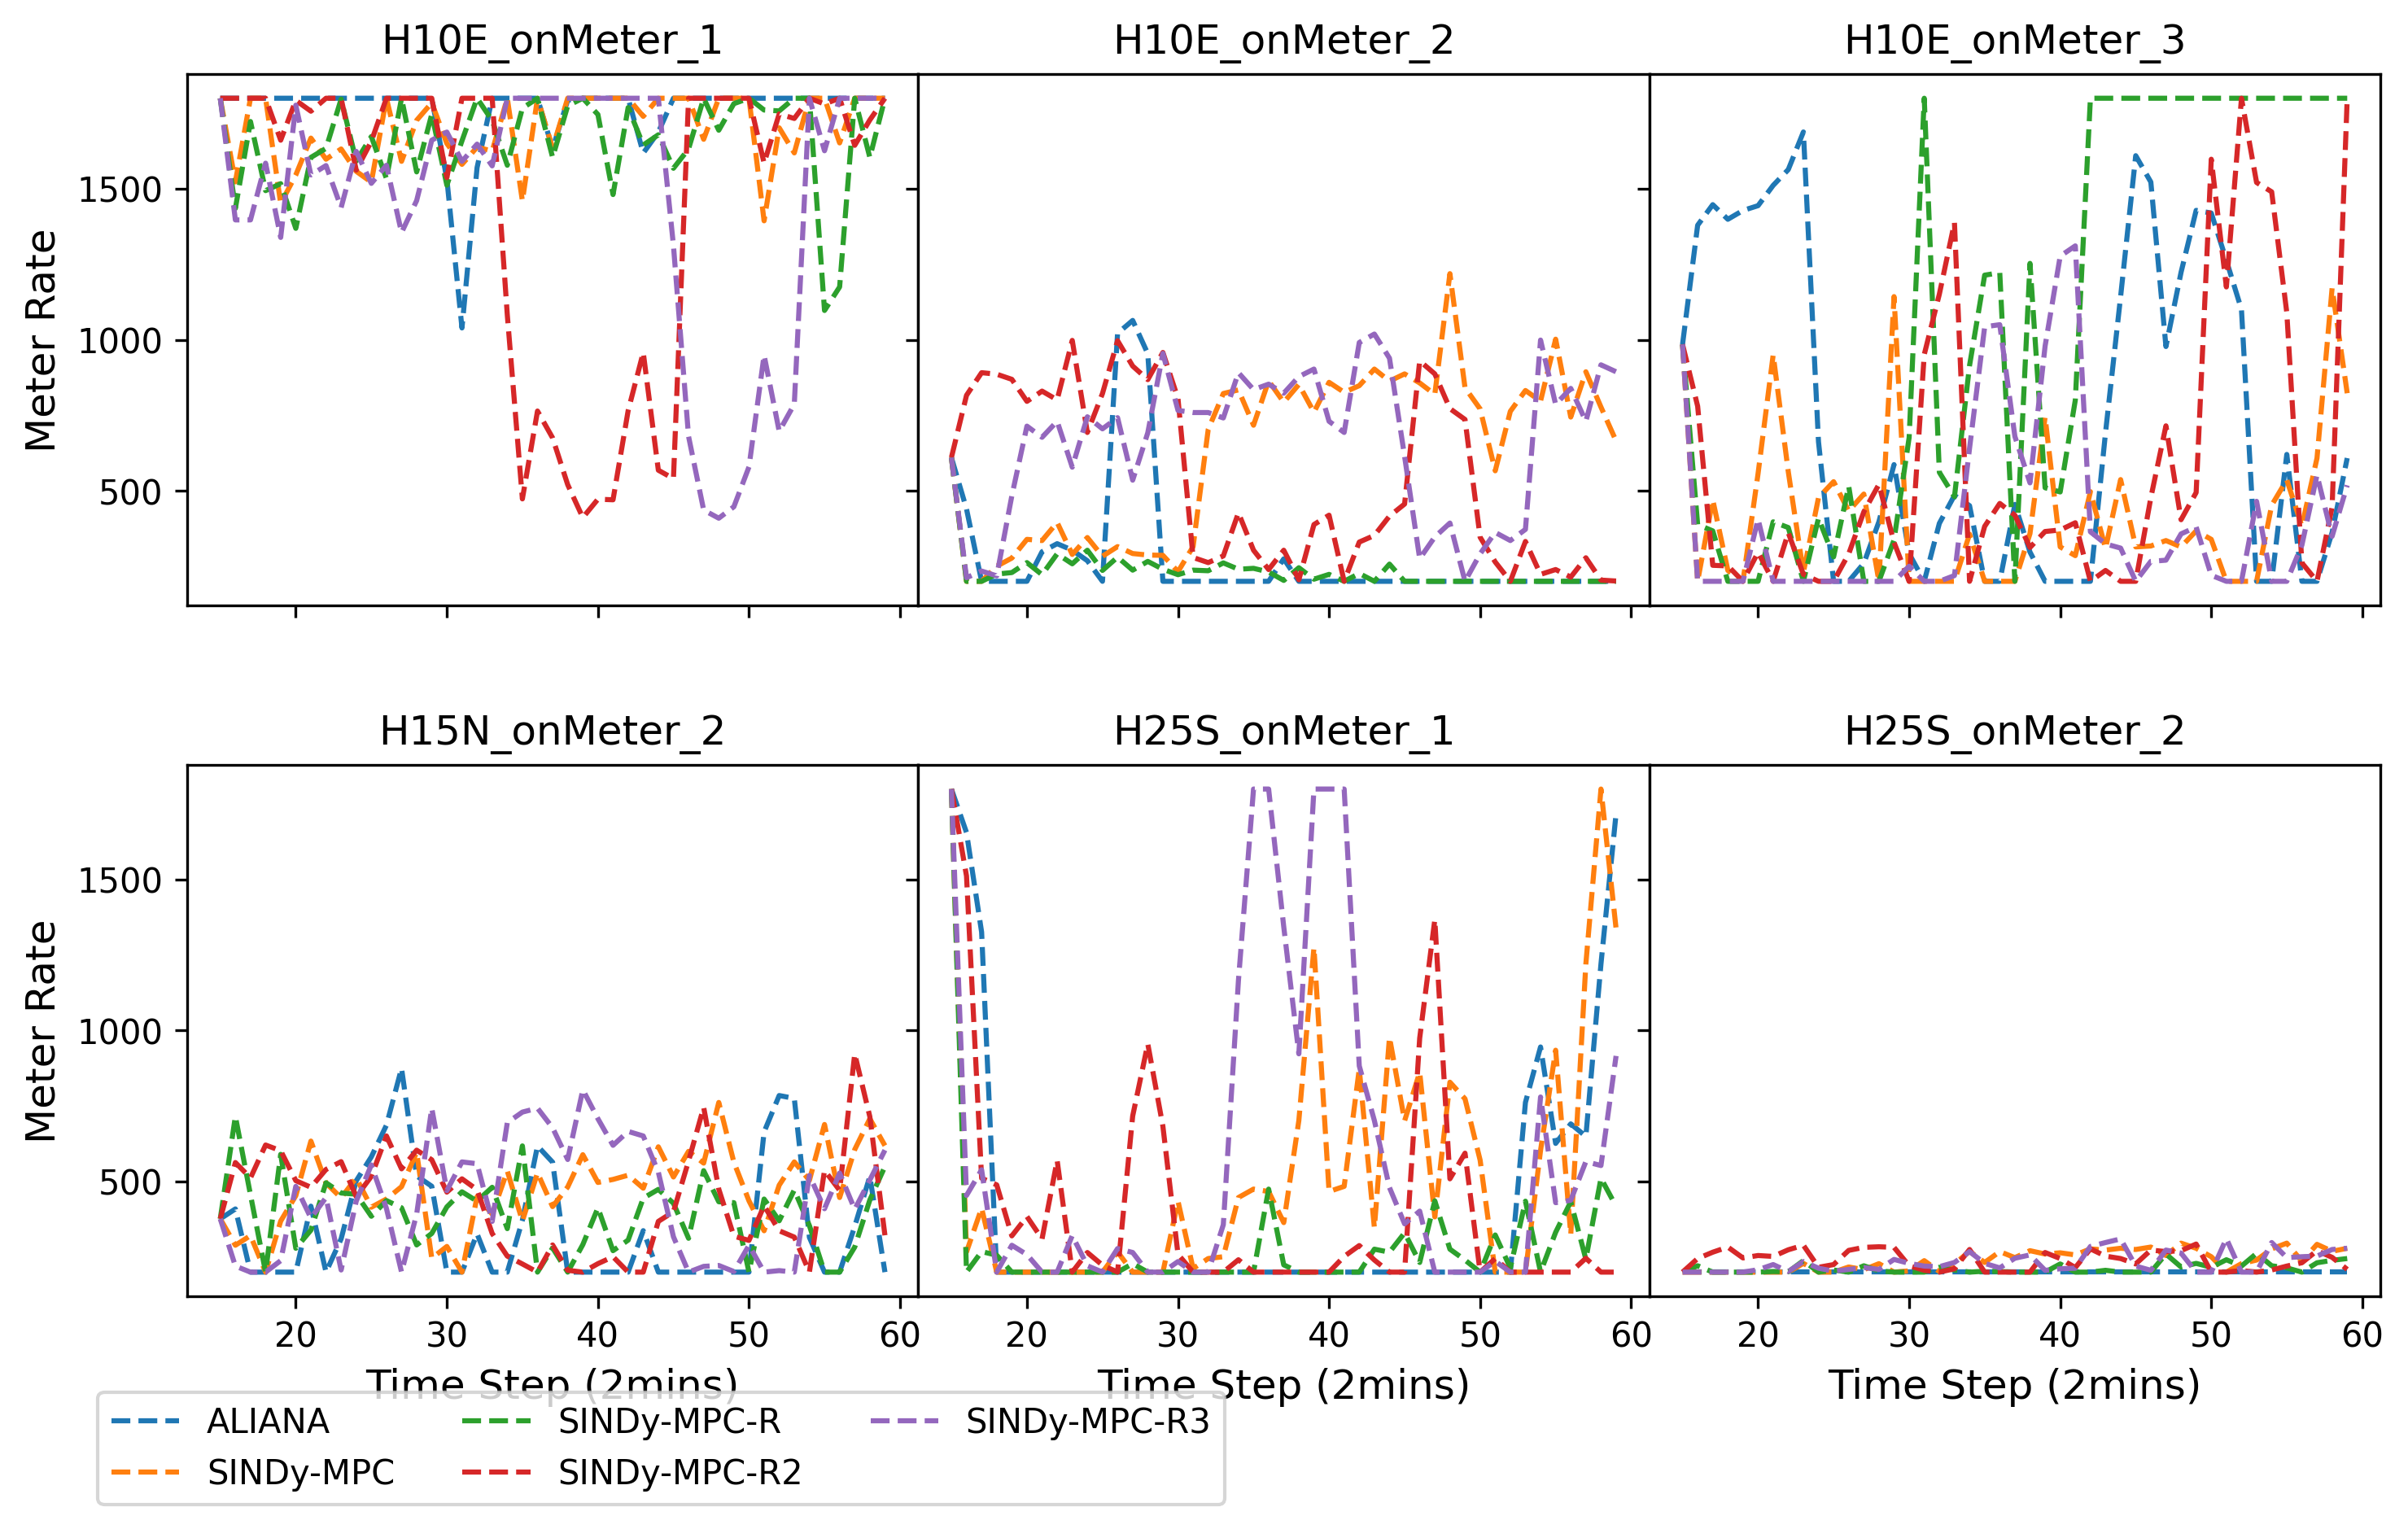 H10E_onMeter_1 H10E_onMeter_2 H10E_onMeter_3
Meter Rate
1500
1000
500
H15N_onMeter_2 H25S_onMeter_1 H25S_onMeter_2
Meter Rate
1500
1000
500
20 30 40 50 60 20 30 40 50 60 20 30 40 50 60
Time Step (2mins) Time Step (2mins) Time Step (2mins)
ALIANA SINDy-MPC-R SINDy-MPC-R3
SINDy-MPC SINDy-MPC-R2